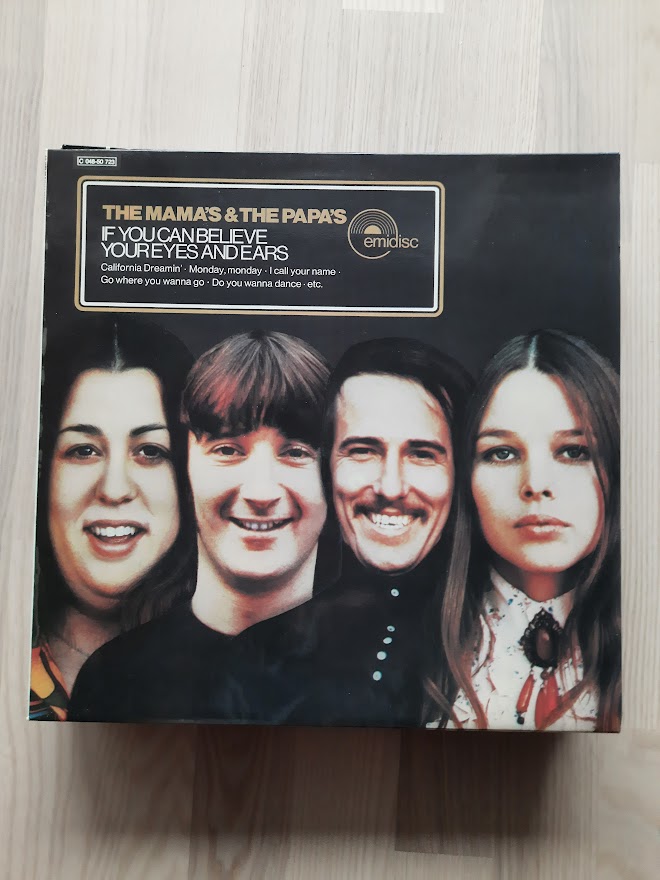 C 048-50 723
THE MAMA'S & THE PAPA'S
IF YOU CAN BELIEVE
YOUR EYES AND EARS
emidisc
California Dreamin' · Monday, monday · I call your name ·
Go where you wanna go · Do you wanna dance · etc.